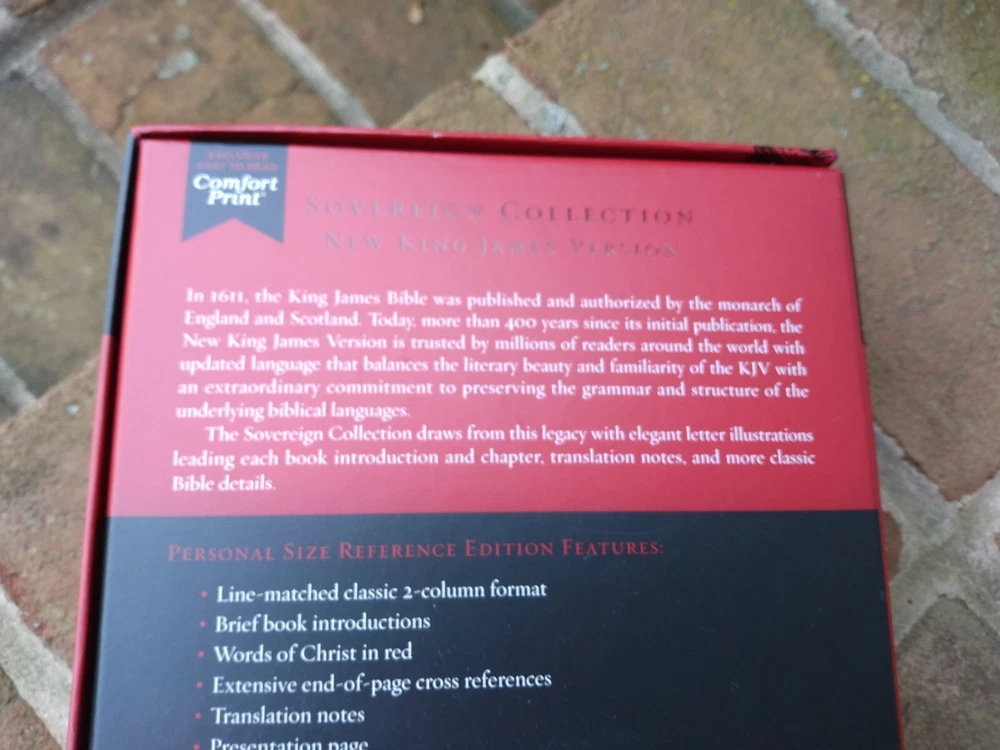 EXCLUSIVE
EASY-TO-READ
Comfort
Print®
SOVEREIGN COLLECTION
NEW KING JAMES VERSION
In 1611, the King James Bible was published and authorized by the monarch of
England and Scotland. Today, more than 400 years since its initial publication, the
New King James Version is trusted by millions of readers around the world with
updated language that balances the literary beauty and familiarity of the KJV with
an extraordinary commitment to preserving the grammar and structure of the
underlying biblical languages.
The Sovereign Collection draws from this legacy with elegant letter illustrations
leading each book introduction and chapter, translation notes, and more classic
Bible details.
PERSONAL SIZE REFERENCE EDITION FEATURES:
• Line-matched classic 2-column format
• Brief book introductions
• Words of Christ in red
• Extensive end-of-page cross references
• Translation notes
• Presentation page